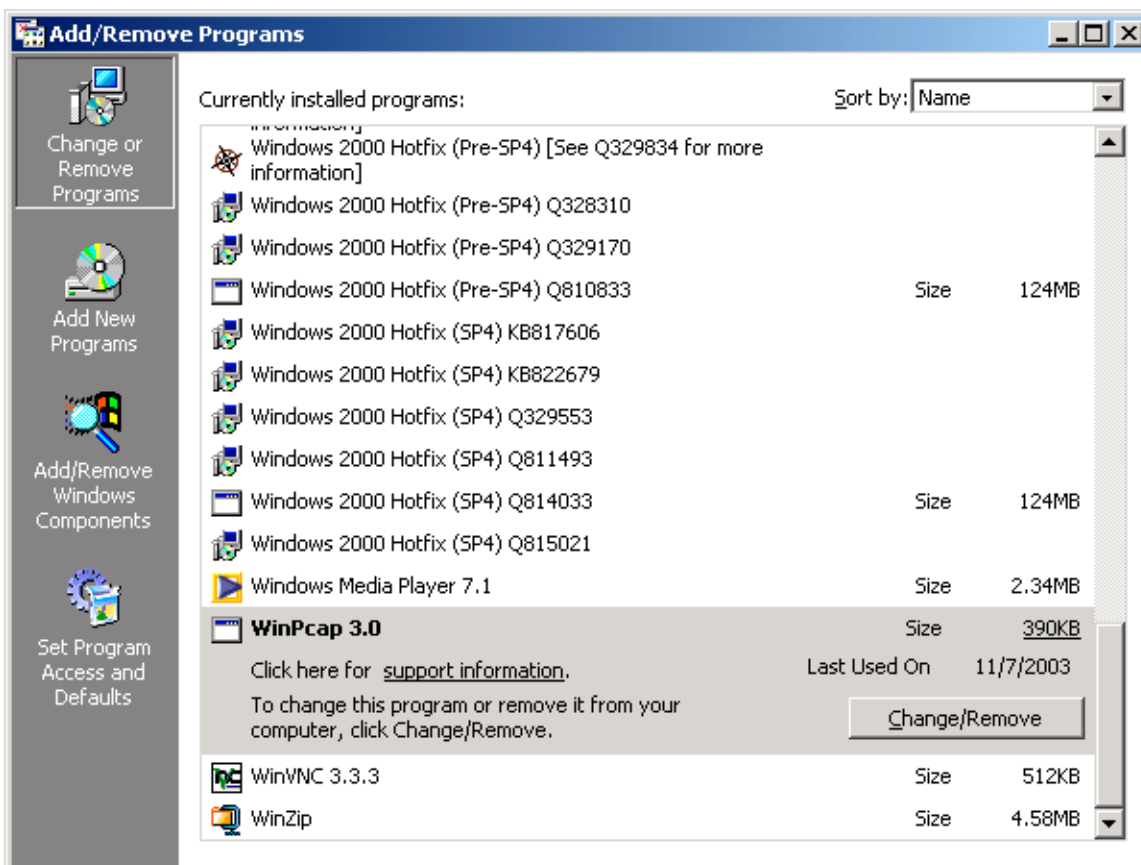 Add/Remove Programs
Change or
Remove
Programs
Add New
Programs
Add/Remove
Windows
Components
Set Program
Access and
Defaults
Currently installed programs:
Sort by: Name
information]
Windows 2000 Hotfix (Pre-SP4) [See Q329834 for more
information]
Windows 2000 Hotfix (Pre-SP4) Q328310
Windows 2000 Hotfix (Pre-SP4) Q329170
Windows 2000 Hotfix (Pre-SP4) Q810833 Size 124MB
Windows 2000 Hotfix (SP4) KB817606
Windows 2000 Hotfix (SP4) KB822679
Windows 2000 Hotfix (SP4) Q329553
Windows 2000 Hotfix (SP4) Q811493
Windows 2000 Hotfix (SP4) Q814033 Size 124MB
Windows 2000 Hotfix (SP4) Q815021
Windows Media Player 7.1 Size 2.34MB
WinPcap 3.0 Size 390KB
Click here for support information. Last Used On 11/7/2003
To change this program or remove it from your
computer, click Change/Remove.
Change/Remove
WinVNC 3.3.3 Size 512KB
WinZip Size 4.58MB